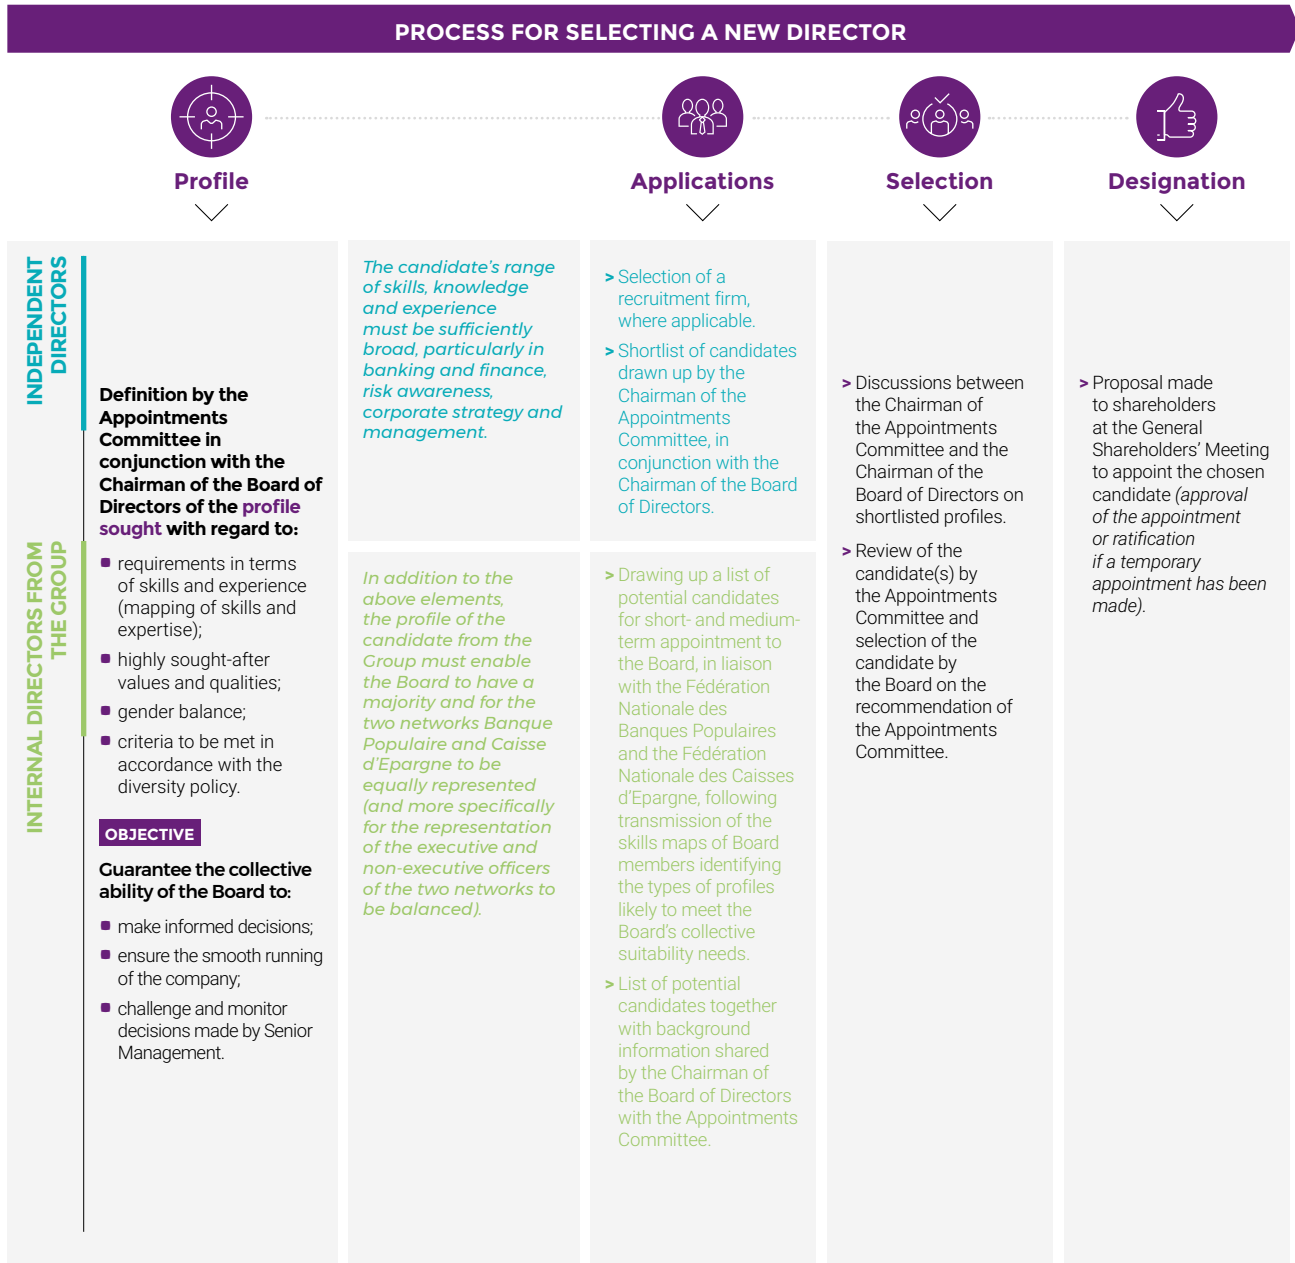 PROCESS FOR SELECTING A NEW DIRECTOR
Profile
Applications
Selection
Designation
INDEPENDENT
DIRECTORS
INTERNAL DIRECTORS FROM
THE GROUP
Definition by the
Appointments
Committee in
conjunction with the
Chairman of the Board of
Directors of the profile
sought with regard to:
requirements in terms
of skills and experience
(mapping of skills and
expertise);
highly sought-after
values and qualities;
gender balance;
criteria to be met in
accordance with the
diversity policy.
OBJECTIVE
Guarantee the collective
ability of the Board to:
make informed decisions;
ensure the smooth running
of the company;
challenge and monitor
decisions made by Senior
Management.
The candidate's range
of skills, knowledge
and experience
must be sufficiently
broad, particularly in
banking and finance,
risk awareness,
corporate strategy and
management.
In addition to the
above elements,
the profile of the
candidate from the
Group must enable
the Board to have a
majority and for the
two networks Banque
Populaire and Caisse
d'Epargne to be
equally represented
(and more specifically
for the representation
of the executive and
non-executive officers
of the two networks to
be balanced).
> Selection of a
recruitment firm,
where applicable.
> Shortlist of candidates
drawn up by the
Chairman of the
Appointments
Committee, in
conjunction with the
Chairman of the Board
of Directors.
> Drawing up a list of
potential candidates
for short- and medium-
term appointment to
the Board, in liaison
with the Fédération
Nationale des
Banques Populaires
and the Fédération
Nationale des Caisses
d'Epargne, following
transmission of the
skills maps of Board
members identifying
the types of profiles
likely to meet the
Board's collective
suitability needs.
> List of potential
candidates together
with background
information shared
by the Chairman of
the Board of Directors
with the Appointments
Committee.
> Discussions between
the Chairman of
the Appointments
Committee and the
Chairman of the
Board of Directors on
shortlisted profiles.
> Review of the
candidate(s) by
the Appointments
Committee and
selection of the
candidate by
the Board on the
recommendation of
the Appointments
Committee.
> Proposal made
to shareholders
at the General
Shareholders' Meeting
to appoint the chosen
candidate (approval
of the appointment
or ratification
if a temporary
appointment has been
made).